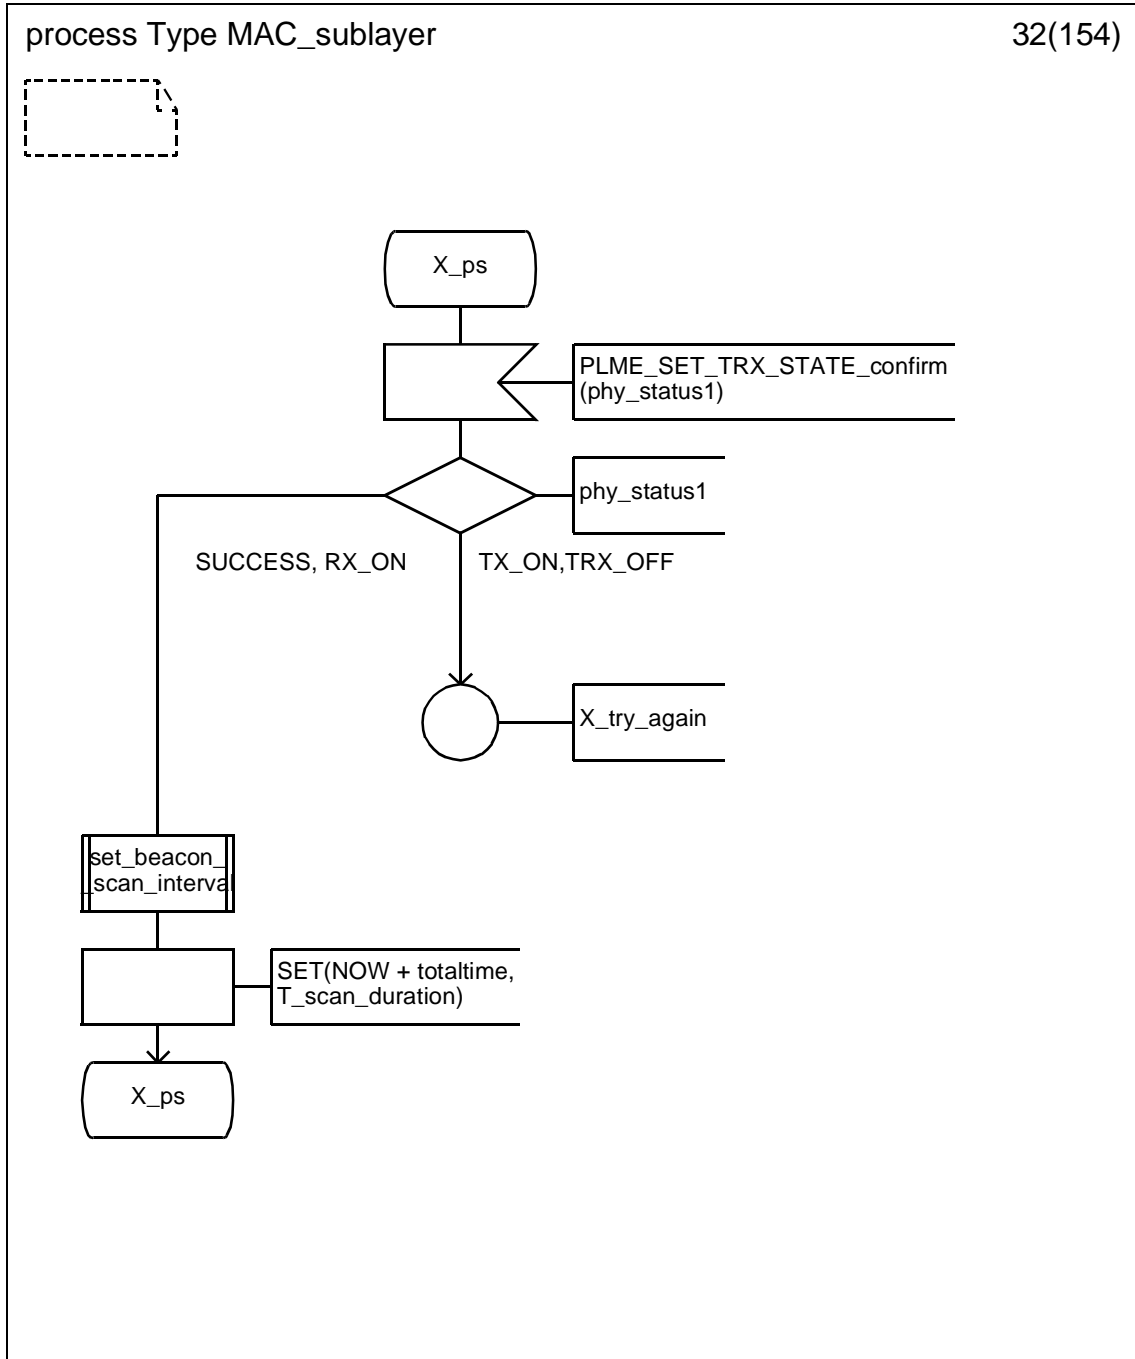 process Type MAC_sublayer
32(154)
X_ps
PLME_SET_TRX_STATE_confirm
(phy_status1)
phy_status1
SUCCESS, RX_ON
TX_ON,TRX_OFF
X_try_again
set_beacon_
_scan_interval
SET(NOW + totaltime,
T_scan_duration)
X_ps